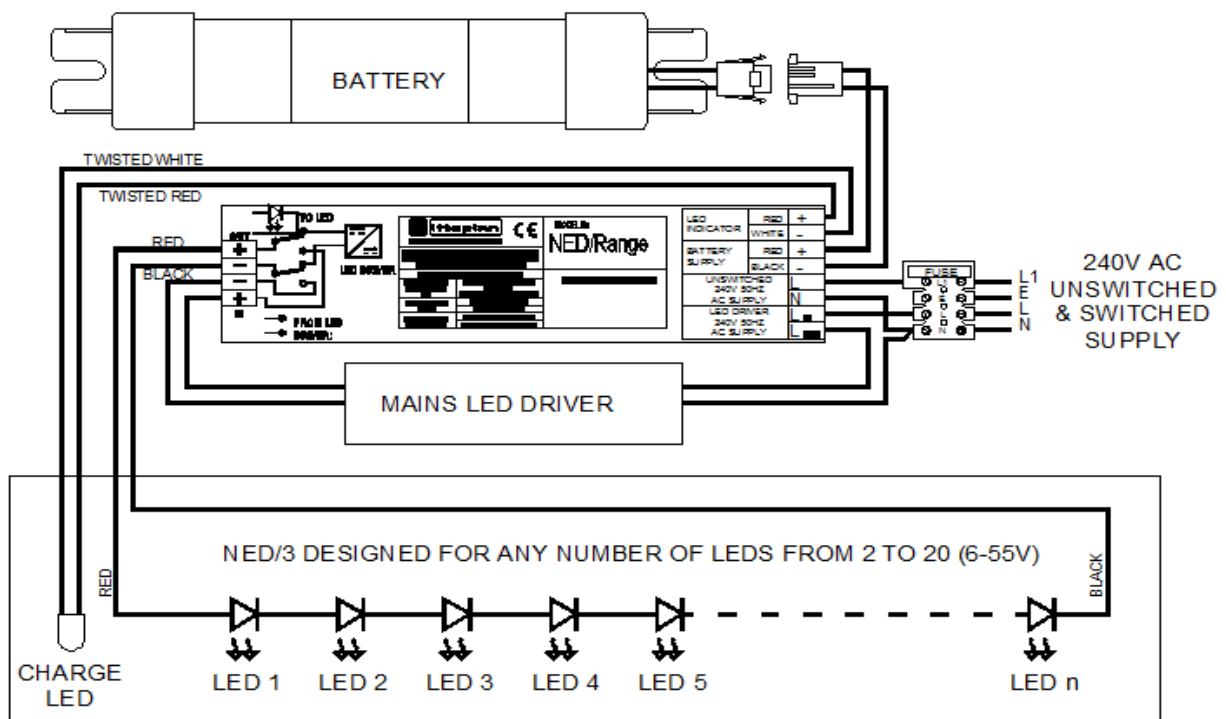 BATTERY
TWISTED WHITE
TWISTED RED
RED
BLACK
+
−
−
+
TO LED
LED DRIVER
FROM LED
DRIVER
CE
NED/Range
LED INDICATOR
RED +
WHITE −
BATTERY SUPPLY
RED +
BLACK −
UNSWITCHED
240V 50HZ
AC SUPPLY
L
N
LED DRIVER
240V 50HZ
AC SUPPLY
L
L
FUSE
L1
E
L
N
240V AC
UNSWITCHED
& SWITCHED
SUPPLY
MAINS LED DRIVER
NED/3 DESIGNED FOR ANY NUMBER OF LEDS FROM 2 TO 20 (6-55V)
RED
BLACK
CHARGE
LED
LED 1
LED 2
LED 3
LED 4
LED 5
LED n